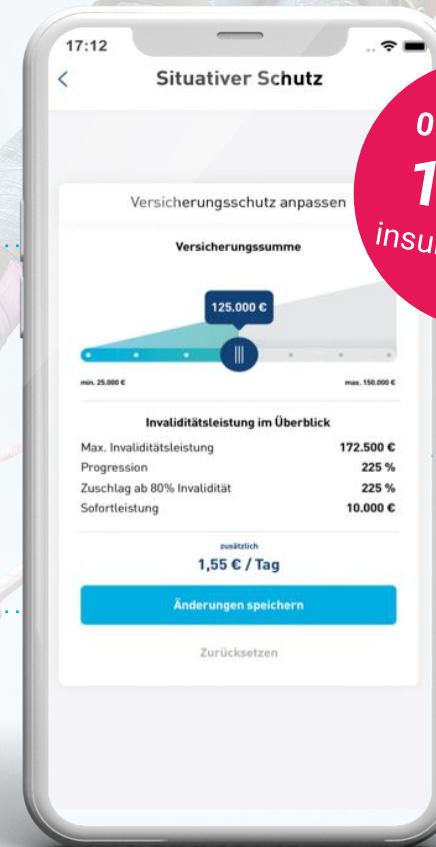 17:12
Situativer Schutz
Versicherungsschutz anpassen
Versicherungssumme
125.000 €
min. 25.000 €
max. 150.000 €
Invaliditätsleistung im Überblick
Max. Invaliditätsleistung 172.500 €
Progression 225 %
Zuschlag ab 80% Invalidität 225 %
Sofortleistung 10.000 €
zusätzlich
1,55 € / Tag
Änderungen speichern
Zurücksetzen